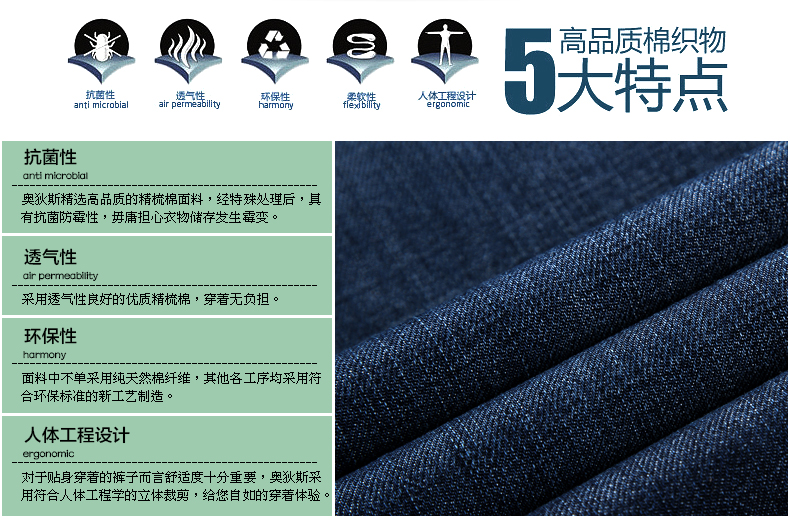 抗菌性
anti microbial
透气性
air permeability
环保性
harmony
柔软性
flexibility
人体工程设计
ergonomic
5
高品质棉织物
大特点
抗菌性
anti microbial
奥狄斯精选高品质的精梳棉面料，经特殊处理后，具
有抗菌防霉性，毋庸担心衣物储存发生霉变。
透气性
air permeability
采用透气性良好的优质精梳棉，穿着无负担。
环保性
harmony
面料中不单采用纯天然棉纤维，其他各工序均采用符
合环保标准的新工艺制造。
人体工程设计
ergonomic
对于贴身穿着的裤子而言舒适度十分重要，奥狄斯采
用符合人体工程学的立体裁剪，给您自如的穿着体验。